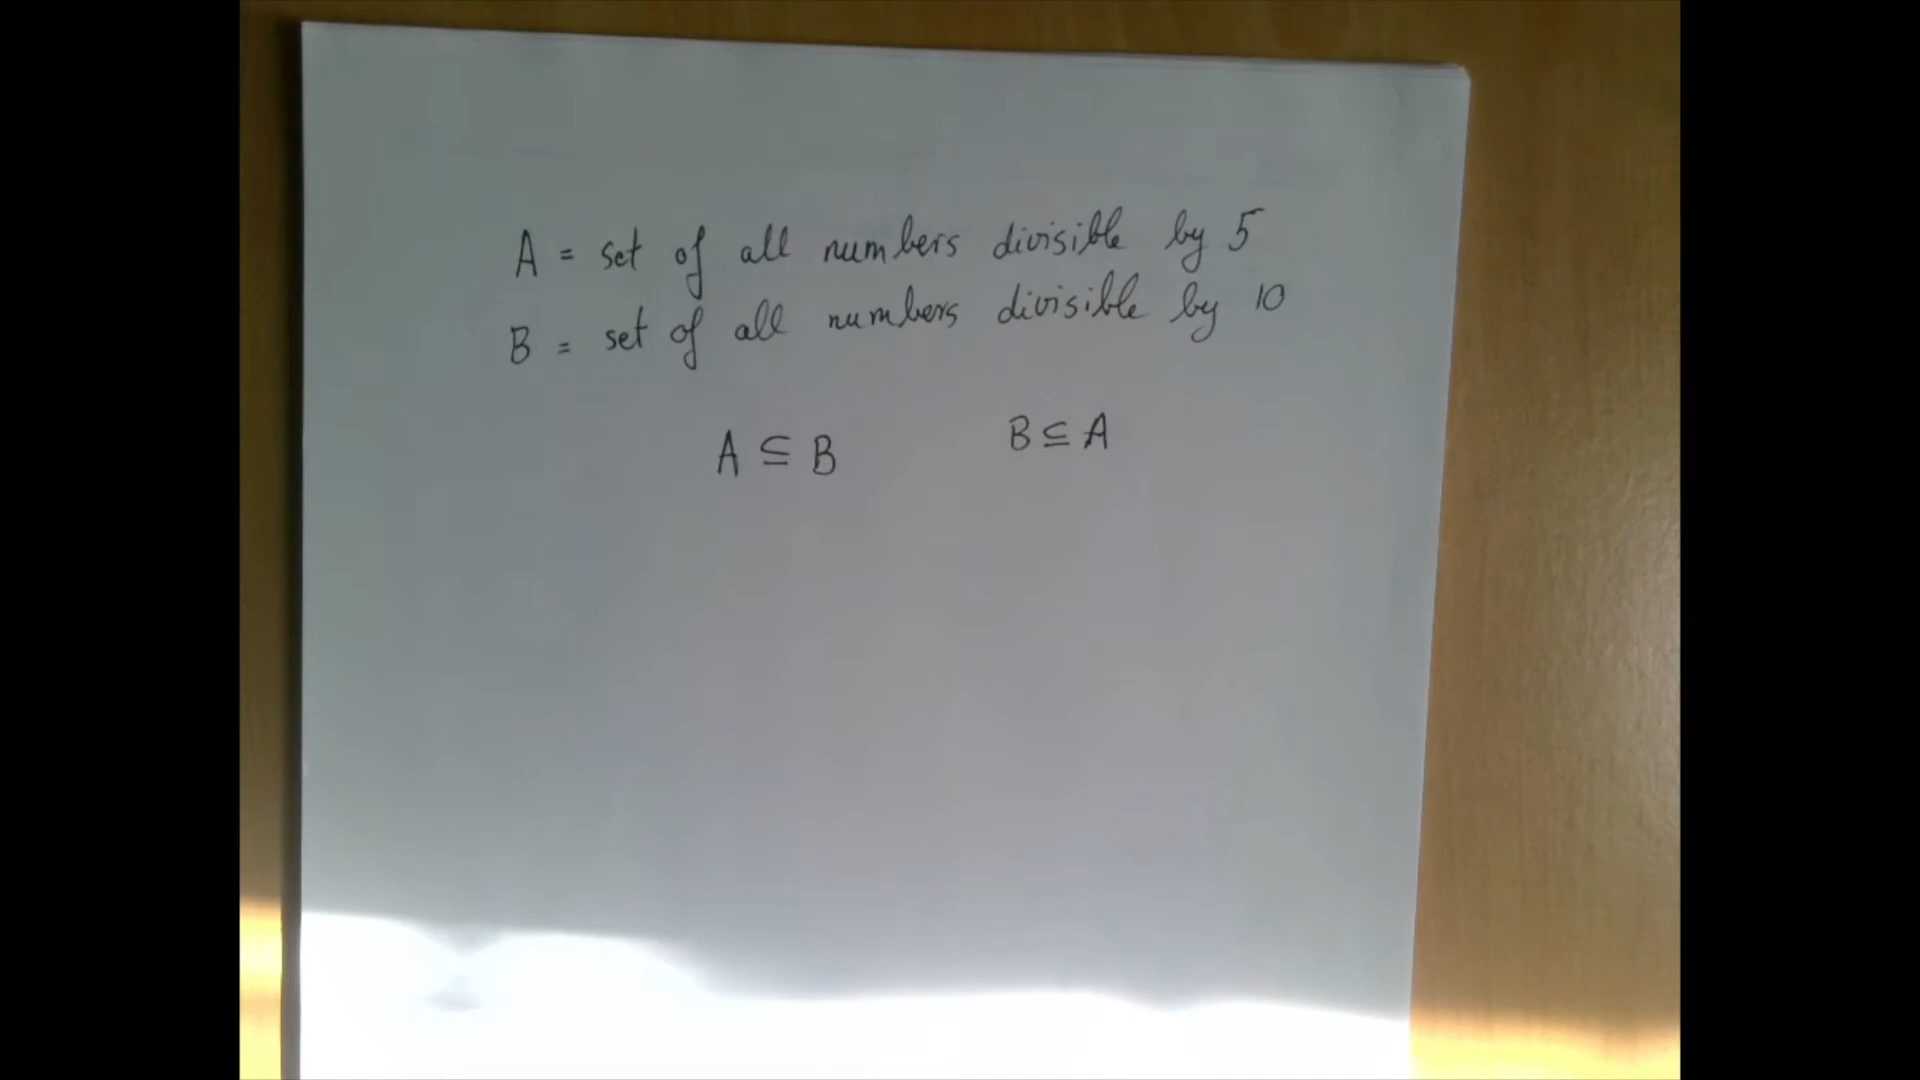 A = set of all numbers divisible by 5
B = set of all numbers divisible by 10
A ⊆ B B ⊆ A